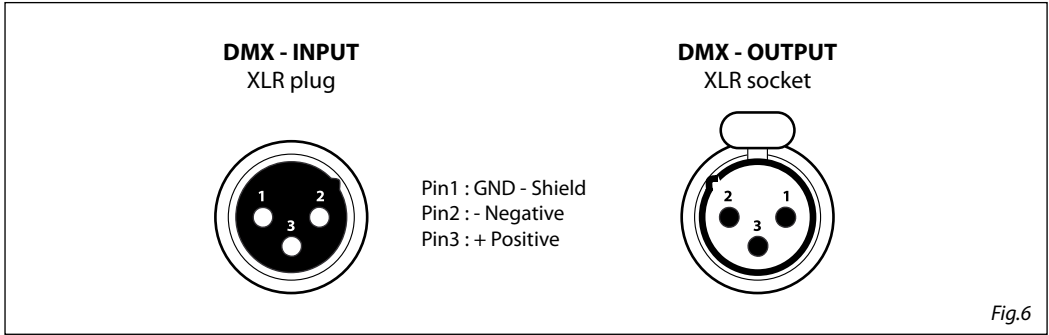 DMX - INPUT
XLR plug
1
2
3
Pin1 : GND - Shield
Pin2 : - Negative
Pin3 : + Positive
DMX - OUTPUT
XLR socket
2
1
3
Fig.6